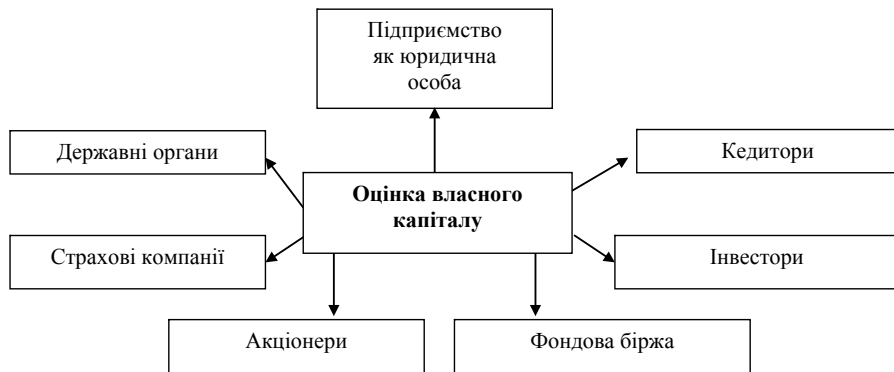 Підприємство
як юридична
особа
Державні органи
Кедитори
Оцінка власного
капіталу
Страхові компанії
Інвестори
Акціонери
Фондова біржа